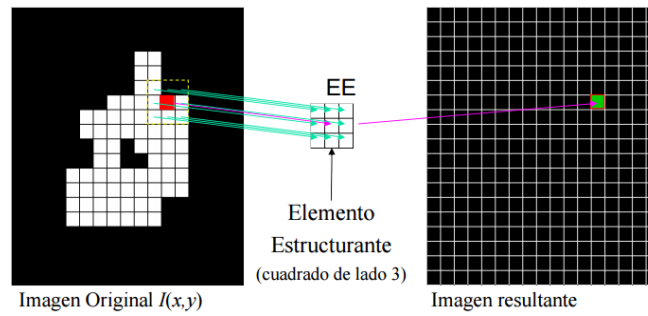 EE
Elemento
Estructurante
(cuadrado de lado 3)
Imagen Original I(x,y)
Imagen resultante